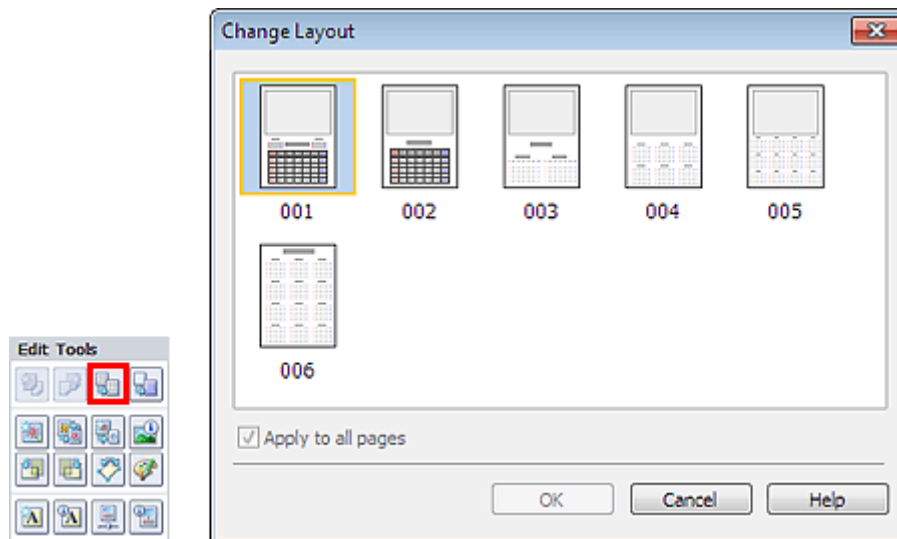 Change Layout
001 002 003 004 005
006
Apply to all pages
OK Cancel Help
Edit Tools